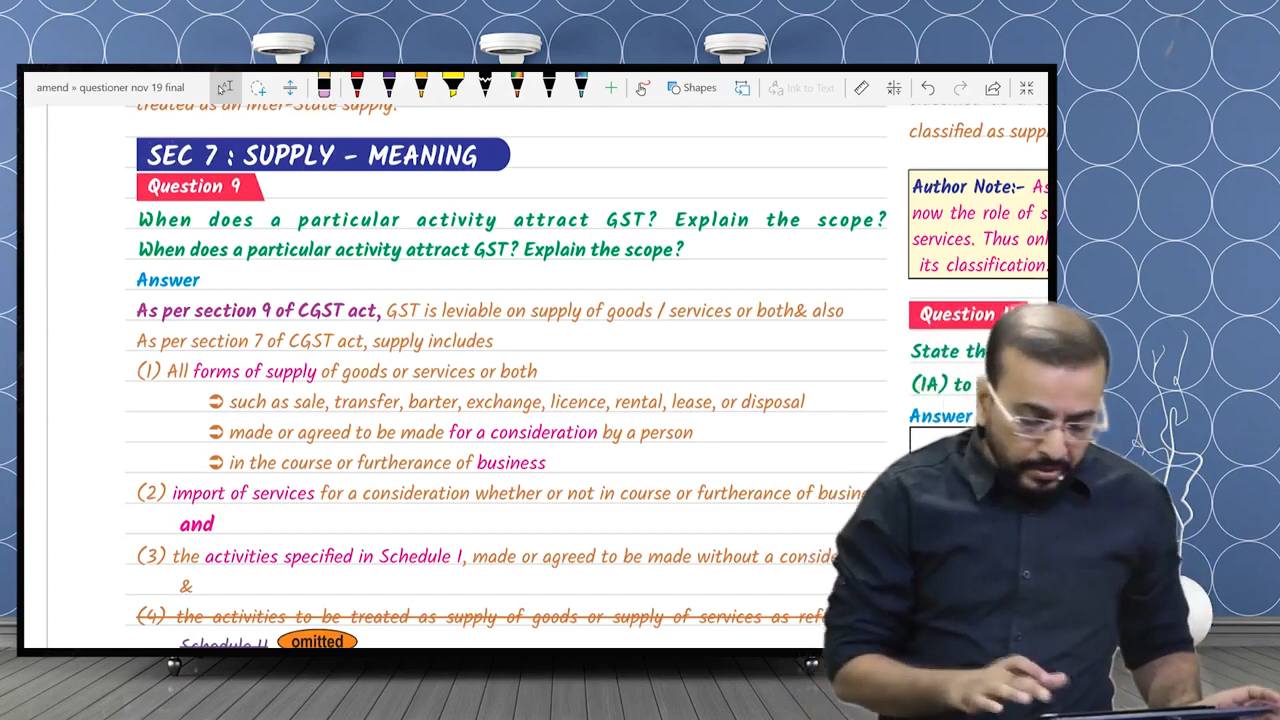 amend » questioner nov 19 final
Shapes
Ink to Text
treated as an Inter-State supply.
SEC 7 : SUPPLY - MEANING
Question 9
When does a particular activity attract GST? Explain the scope?
When does a particular activity attract GST? Explain the scope?
Answer
As per section 9 of CGST act, GST is leviable on supply of goods / services or both& also
As per section 7 of CGST act, supply includes
(1) All forms of supply of goods or services or both
➲ such as sale, transfer, barter, exchange, licence, rental, lease, or disposal
➲ made or agreed to be made for a consideration by a person
➲ in the course or furtherance of business
(2) import of services for a consideration whether or not in course or furtherance of
and
(3) the activities specified in Schedule I, made or agreed to be made without a
&
(4) the activities to be treated as supply of goods or supply of services as
Schedule II omitted
classified as
Author Note:-
now the role of
services. Thus
its classification.
Question
State
(1A) to
Answer